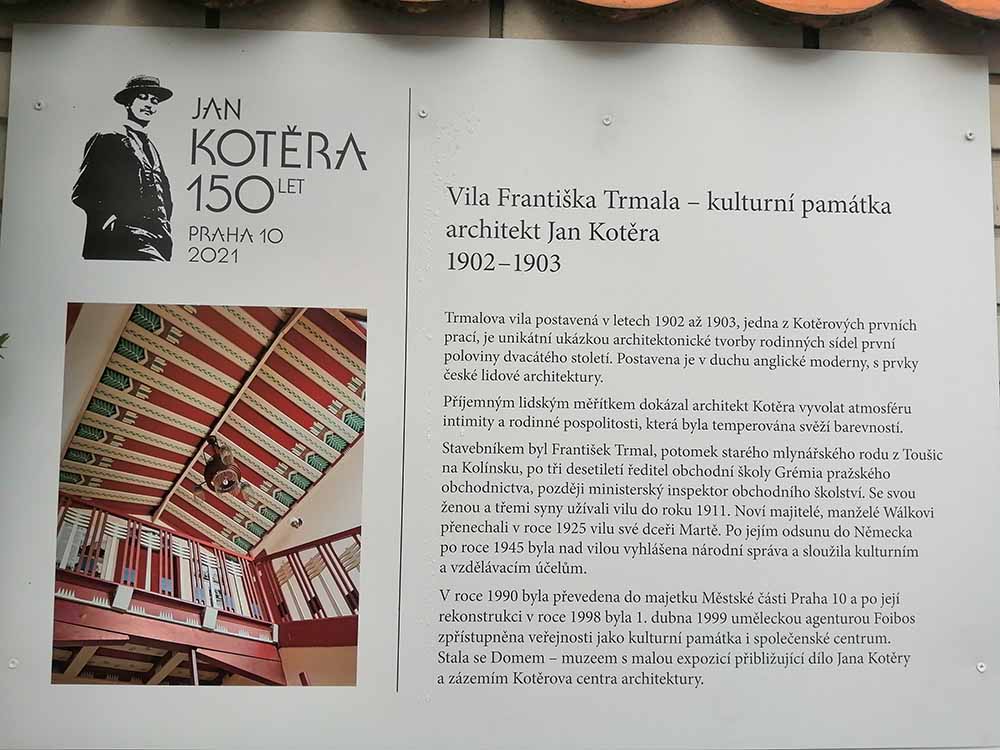 JAN
KOTĚRA
150 LET
PRAHA 10
2021
Vila Františka Trmala – kulturní památka
architekt Jan Kotěra
1902–1903
Trmalova vila postavená v letech 1902 až 1903, jedna z Kotěrových prvních
prací, je unikátní ukázkou architektonické tvorby rodinných sídel první
poloviny dvacátého století. Postavena je v duchu anglické moderny, s prvky
české lidové architektury.
Příjemným lidským měřítkem dokázal architekt Kotěra vyvolat atmosféru
intimity a rodinné pospolitosti, která byla temperována svěží barevností.
Stavebníkem byl František Trmal, potomek starého mlynářského rodu z Toušic
na Kolínsku, po tři desetiletí ředitel obchodní školy Grémia pražského
obchodnictva, později ministerský inspektor obchodního školství. Se svou
ženou a třemi syny užívali vilu do roku 1911. Noví majitelé, manželé Wálkovi
přenechali v roce 1925 vilu své dceři Martě. Po jejím odsunu do Německa
po roce 1945 byla nad vilou vyhlášena národní správa a sloužila kulturním
a vzdělávacím účelům.
V roce 1990 byla převedena do majetku Městské části Praha 10 a po její
rekonstrukci v roce 1998 byla 1. dubna 1999 uměleckou agenturou Foibos
zpřístupněna veřejnosti jako kulturní památka i společenské centrum.
Stala se Domem – muzeem s malou expozicí přibližující dílo Jana Kotěry
a zázemím Kotěrova centra architektury.